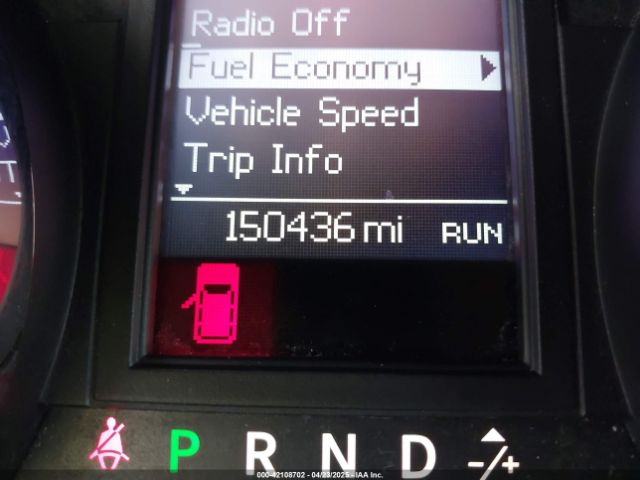 Radio Off
Fuel Economy
Vehicle Speed
Trip Info
150436 mi RUN
P R N D -/+
000-42108702 - 04/23/2025 - IAA Inc.